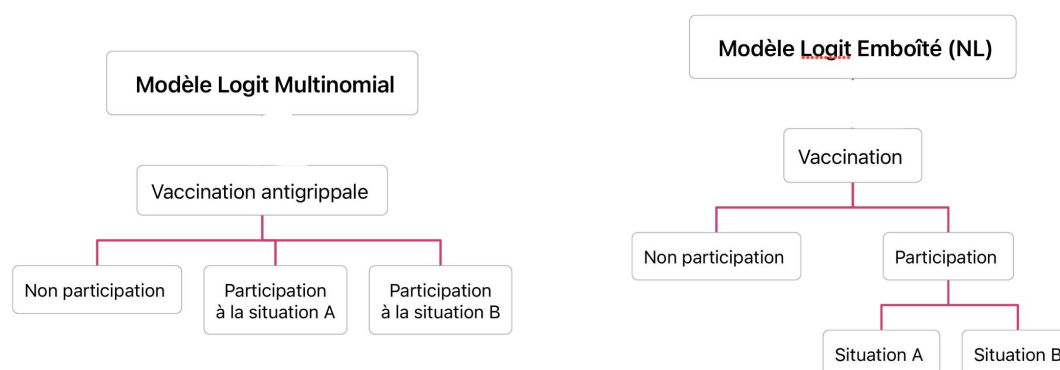 Modèle Logit Multinomial
Vaccination antigrippale
Non participation
Participation
à la situation A
Participation
à la situation B
Modèle Logit Emboîté (NL)
Vaccination
Non participation
Participation
Situation A
Situation B